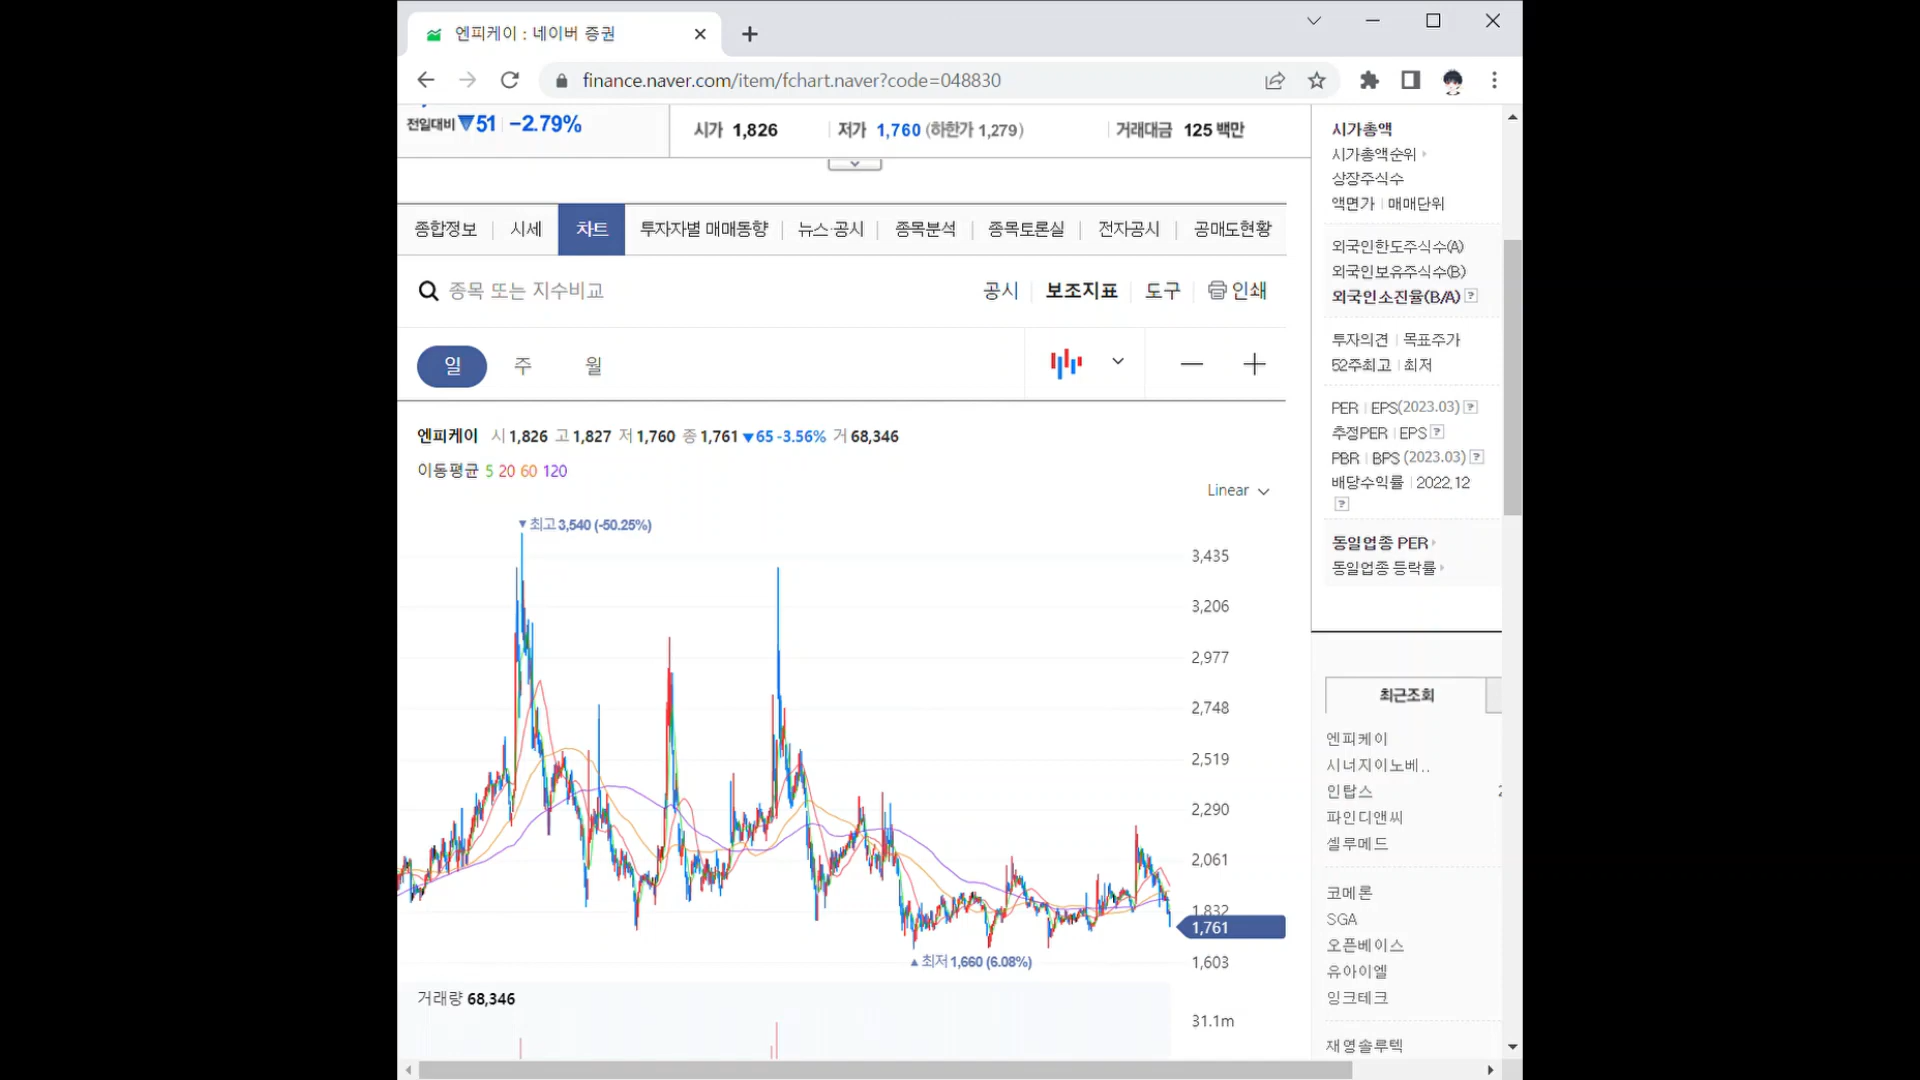 엔피케이 : 네이버 증권
finance.naver.com/item/fchart.naver?code=048830
전일대비 ▼51 | -2.79%
시가 1,826
저가 1,760 (하한가 1,279)
거래대금 125 백만
종합정보
시세
차트
투자자별 매매동향
뉴스·공시
종목분석
종목토론실
전자공시
공매도현황
종목 또는 지수비교
공시
보조지표
도구
인쇄
일
주
월
엔피케이 시 1,826 고 1,827 저 1,760 종 1,761 ▼65 -3.56% 거 68,346
이동평균 5 20 60 120
Linear
▼최고 3,540 (-50.25%)
3,435
3,206
2,977
2,748
2,519
2,290
2,061
1,832
1,761
▲최저 1,660 (6.08%)
1,603
거래량 68,346
31.1m
시가총액
시가총액순위
상장주식수
액면가 | 매매단위
외국인한도주식수(A)
외국인보유주식수(B)
외국인소진율(B/A) ?
투자의견 | 목표주가
52주최고 | 최저
PER | EPS(2023.03) ?
추정PER | EPS ?
PBR | BPS (2023.03) ?
배당수익률 | 2022.12
?
동일업종 PER
동일업종 등락률
최근조회
엔피케이
시너지이노베..
인탑스
파인디앤씨
셀루메드
코메론
SGA
오픈베이스
유아이엘
잉크테크
재영솔루텍